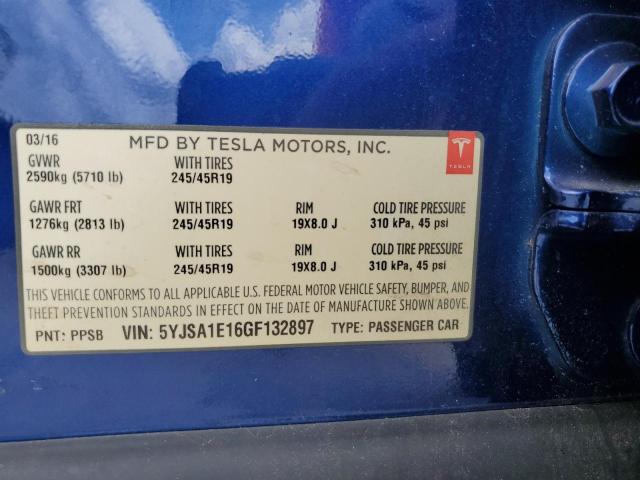 03/16 MFD BY TESLA MOTORS, INC. TESLA
GVWR WITH TIRES
2590kg (5710 lb) 245/45R19
GAWR FRT WITH TIRES RIM COLD TIRE PRESSURE
1276kg (2813 lb) 245/45R19 19X8.0 J 310 kPa, 45 psi
GAWR RR WITH TIRES RIM COLD TIRE PRESSURE
1500kg (3307 lb) 245/45R19 19X8.0 J 310 kPa, 45 psi
THIS VEHICLE CONFORMS TO ALL APPLICABLE U.S. FEDERAL MOTOR VEHICLE SAFETY, BUMPER, AND
THEFT PREVENTION STANDARDS IN EFFECT ON THE DATE OF MANUFACTURE SHOWN ABOVE.
PNT: PPSB VIN: 5YJSA1E16GF132897 TYPE: PASSENGER CAR